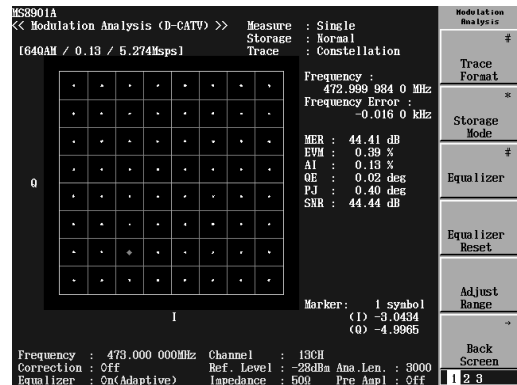 MS8901A
<< Modulation Analysis (D-CATV) >>
Measure : Single
Storage : Normal
Trace : Constellation
[64QAM / 0.13 / 5.274Msps]
Frequency :
472.999 984 0 MHz
Frequency Error :
-0.016 0 kHz
MER : 44.41 dB
EVM : 0.39 %
AI : 0.13 %
QE : 0.02 deg
PJ : 0.40 deg
SNR : 44.44 dB
Q
I
Marker: 1 symbol
(I) -3.0434
(Q) -4.9965
Frequency : 473.000 000MHz Channel : 13CH
Correction : Off Ref. Level : -28dBm Ana.Len. : 3000
Equalizer : On(Adaptive) Impedance : 50Ω Pre Ampl : Off
Modulation
Analysis
#
Trace
Format
*
Storage
Mode
#
Equalizer
Equalizer
Reset
Adjust
Range
→
Back
Screen
1 2 3